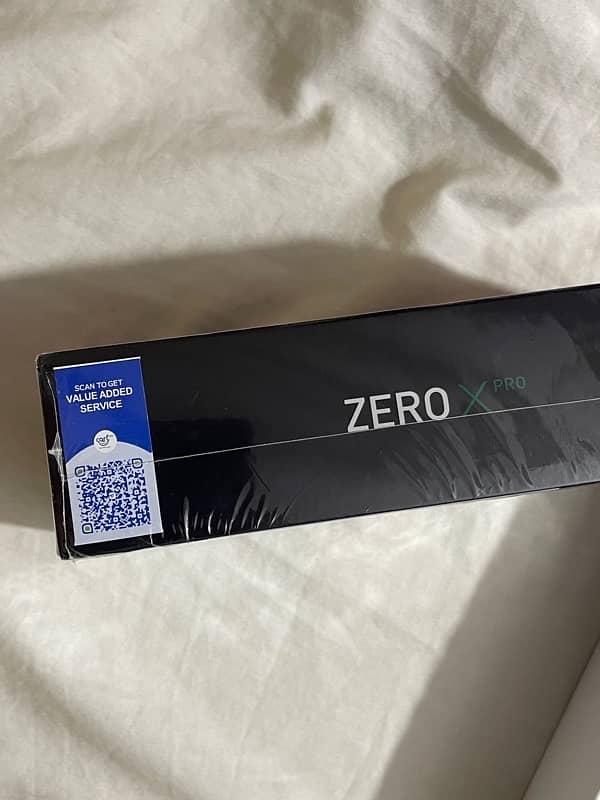 SCAN TO GET
VALUE ADDED
SERVICE
ZERO X PRO